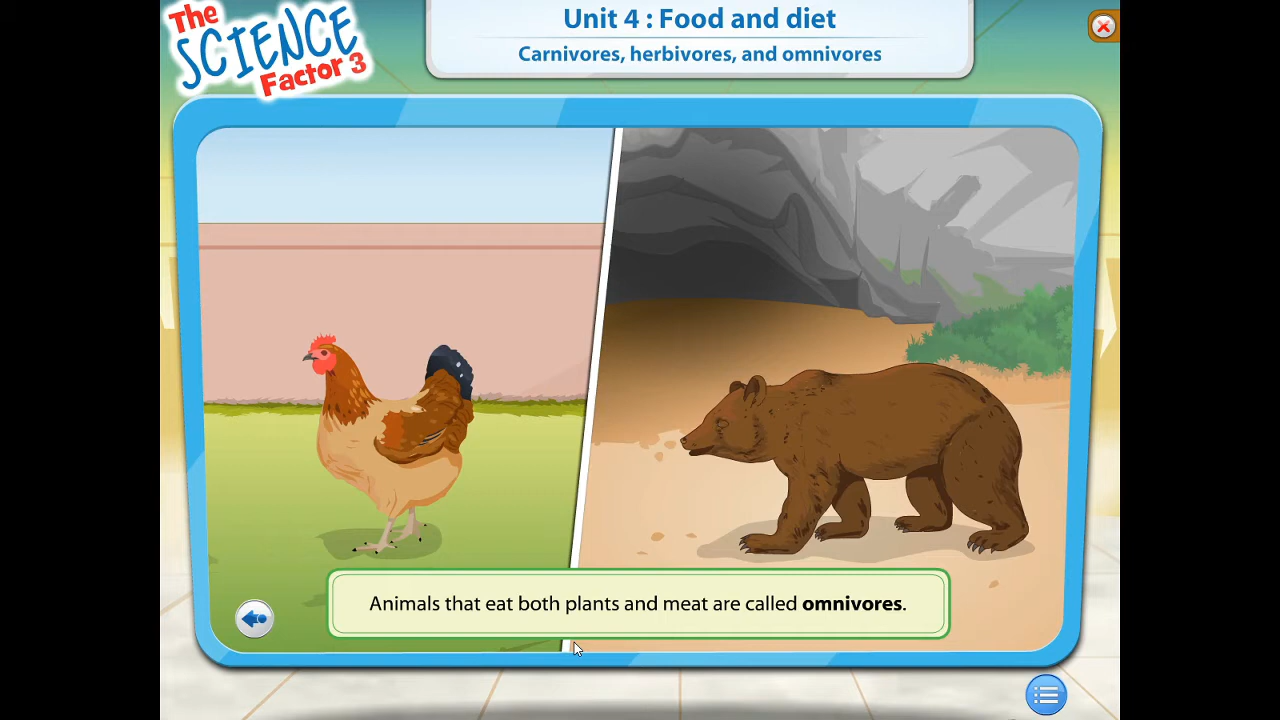 The
SCIENCE
Factor 3
Unit 4 : Food and diet
Carnivores, herbivores, and omnivores
Animals that eat both plants and meat are called omnivores.